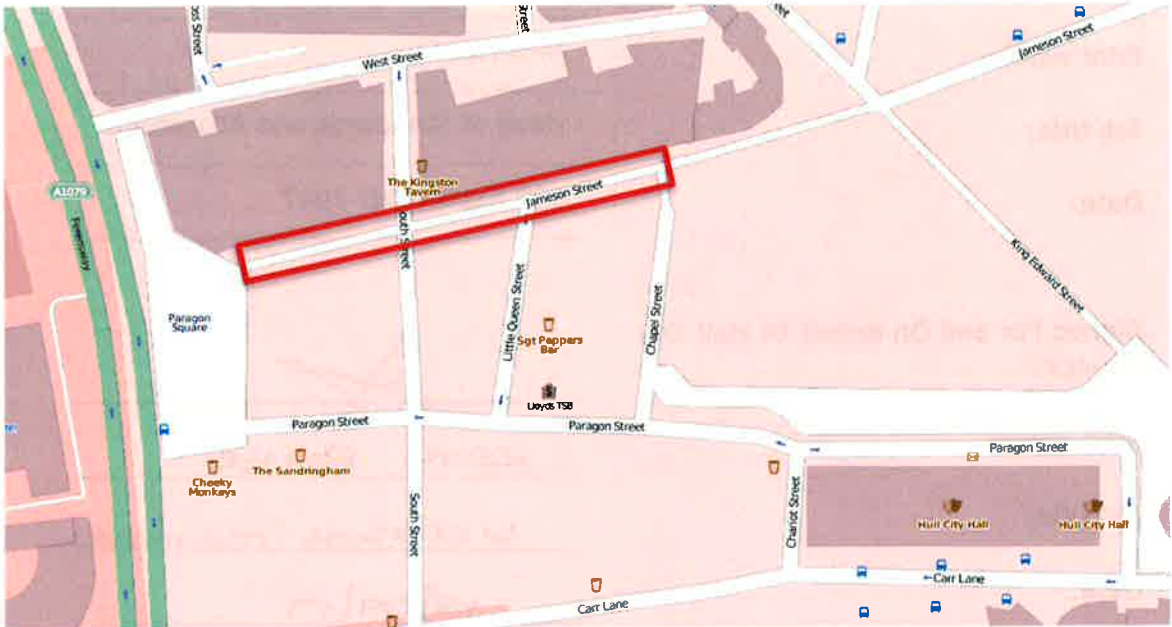 Street
West Street
Jameson Street
A1079
Ferensway
The Kingston
Tavern
Jameson Street
South Street
King Edward Street
Paragon
Square
Little Queen Street
Chapel Street
Sgt Peppers
Bar
Lloyds TSB
Paragon Street
Paragon Street
Paragon Street
Cheeky
Monkeys
The Sandringham
South Street
Chariot Street
Hull City Hall
Hull City Hall
Carr Lane
Carr Lane